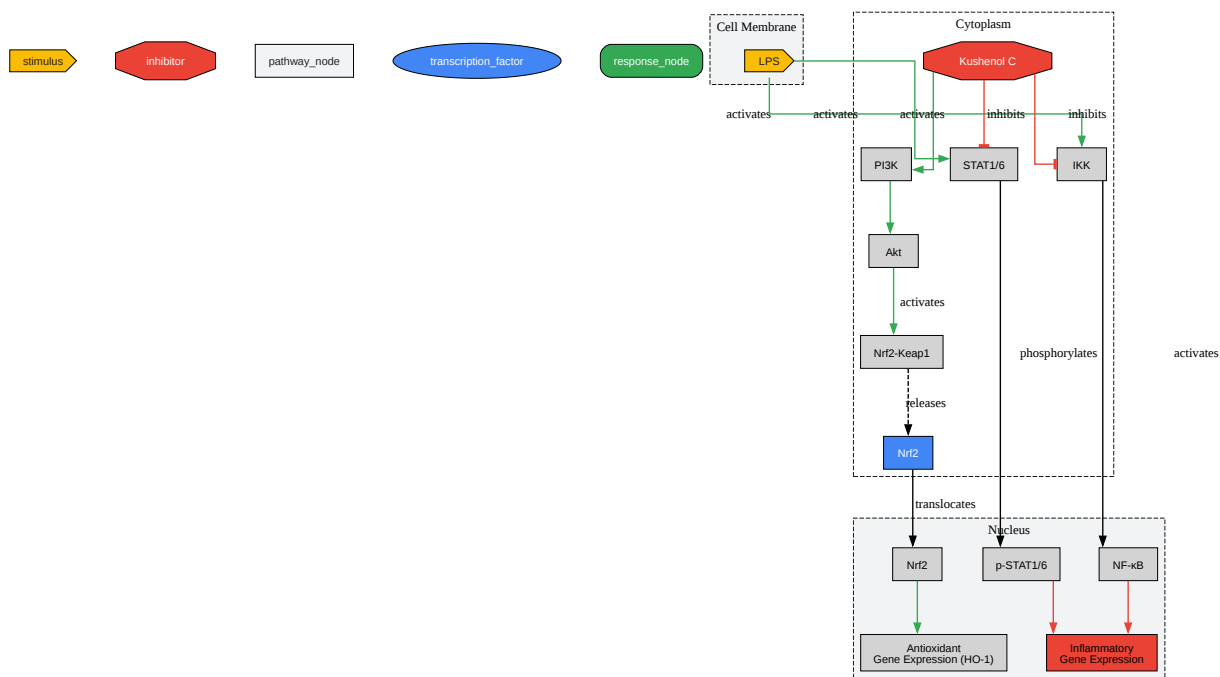 Cell Membrane
Cytoplasm
stimulus
inhibitor
pathway_node
transcription_factor
response_node
LPS
Kushenol C
activates
activates
activates
inhibits
inhibits
PI3K
STAT1/6
IKK
Akt
activates
Nrf2-Keap1
phosphorylates
activates
releases
Nrf2
translocates
Nucleus
Nrf2
p-STAT1/6
NF-κB
Antioxidant
Gene Expression (HO-1)
Inflammatory
Gene Expression